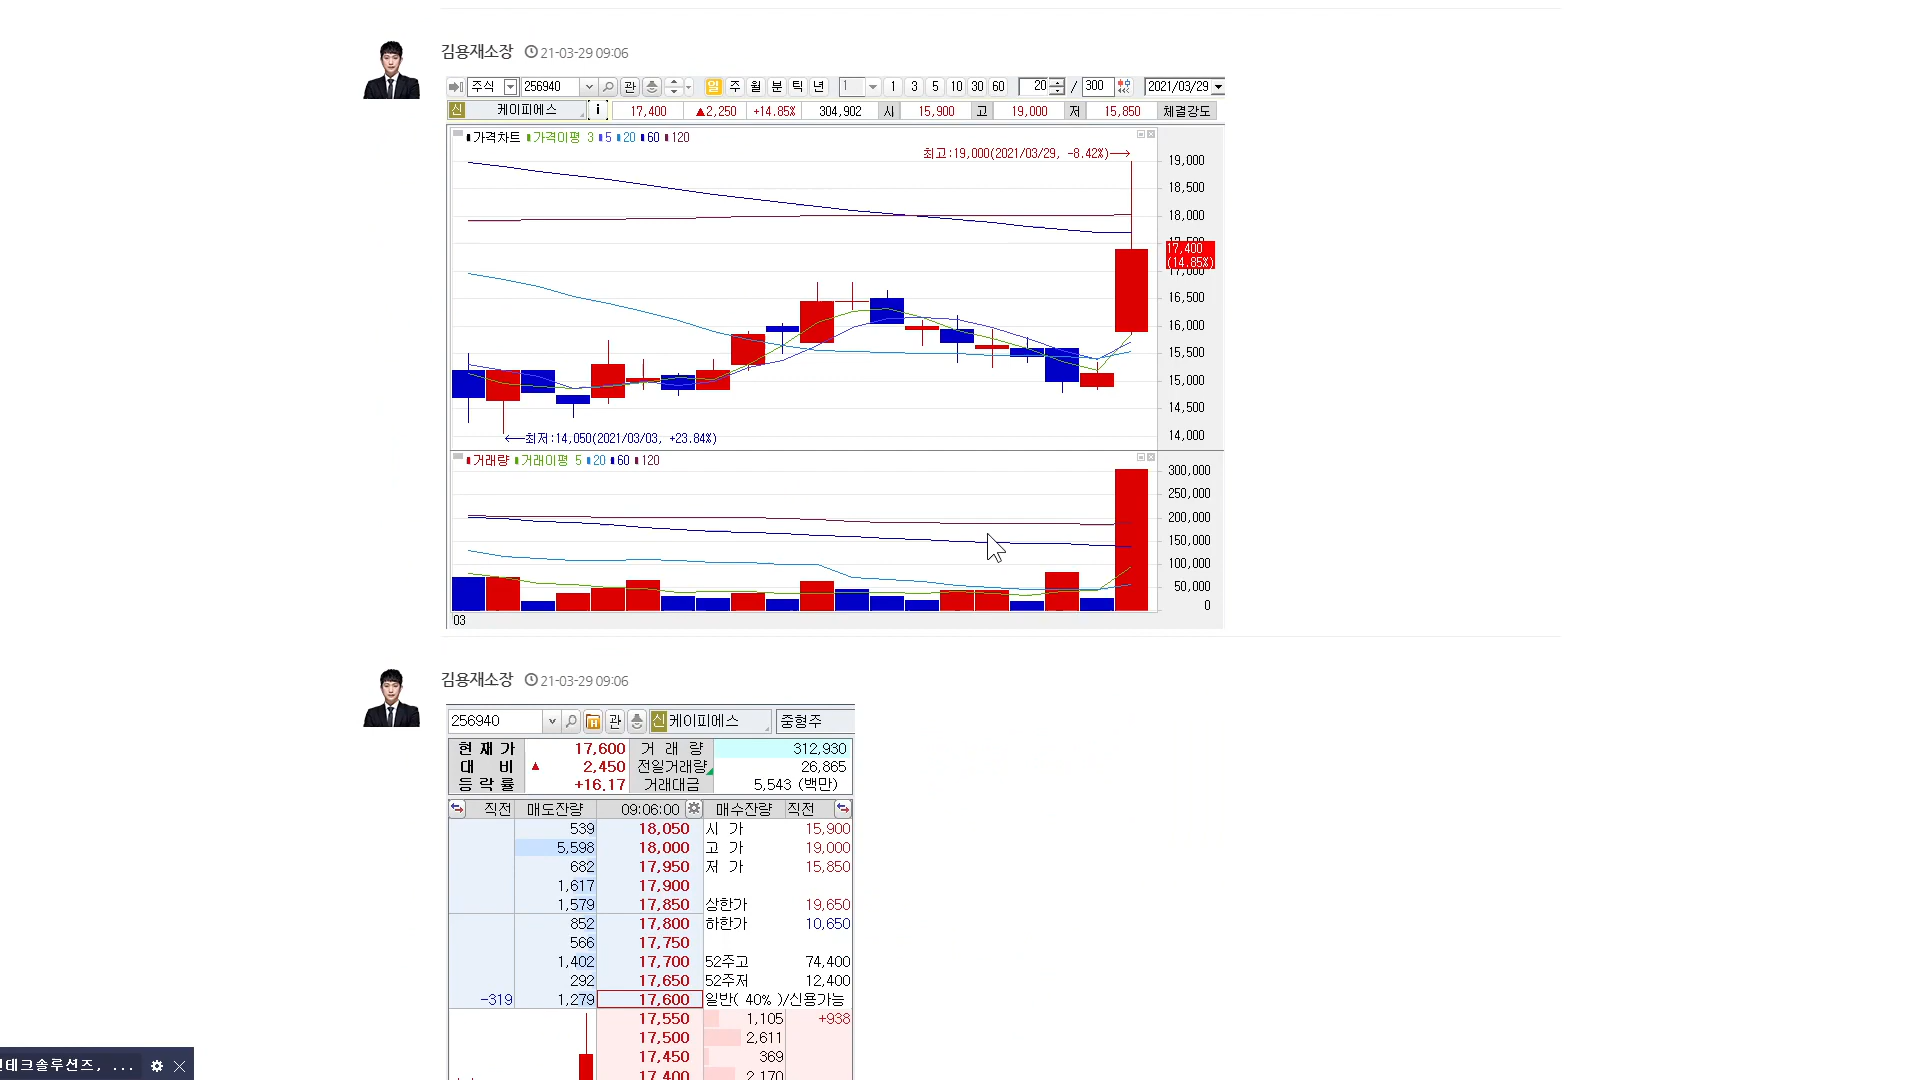 김용재소장 21-03-29 09:06
주식 256940 관 일 주 월 분 틱 년 1 1 3 5 10 30 60 20 / 300 2021/03/29
신 케이피에스 i 17,400 ▲2,250 +14.85% 304,902 시 15,900 고 19,000 저 15,850 체결강도
가격차트 가격이평 3 5 20 60 120
최고:19,000(2021/03/29, -8.42%)
19,000
18,500
18,000
17,500
17,400
(14.85%)
17,000
16,500
16,000
15,500
15,000
14,500
최저:14,050(2021/03/03, +23.84%)
14,000
거래량 거래이평 5 20 60 120
300,000
250,000
200,000
150,000
100,000
50,000
0
03
김용재소장 21-03-29 09:06
256940 관 신 케이피에스 중형주
현재가 17,600 거래량 312,930
대비 ▲ 2,450 전일거래량 26,865
등락률 +16.17 거래대금 5,543 (백만)
직전 매도잔량 09:06:00 매수잔량 직전
539 18,050 시 가 15,900
5,598 18,000 고 가 19,000
682 17,950 저 가 15,850
1,617 17,900
1,579 17,850 상한가 19,650
852 17,800 하한가 10,650
566 17,750
1,402 17,700 52주고 74,400
292 17,650 52주저 12,400
-319 1,279 17,600 일반( 40% )/신용가능
17,550 1,105 +938
17,500 2,611
17,450 369
17,400 2,170
테크솔루션즈, ...